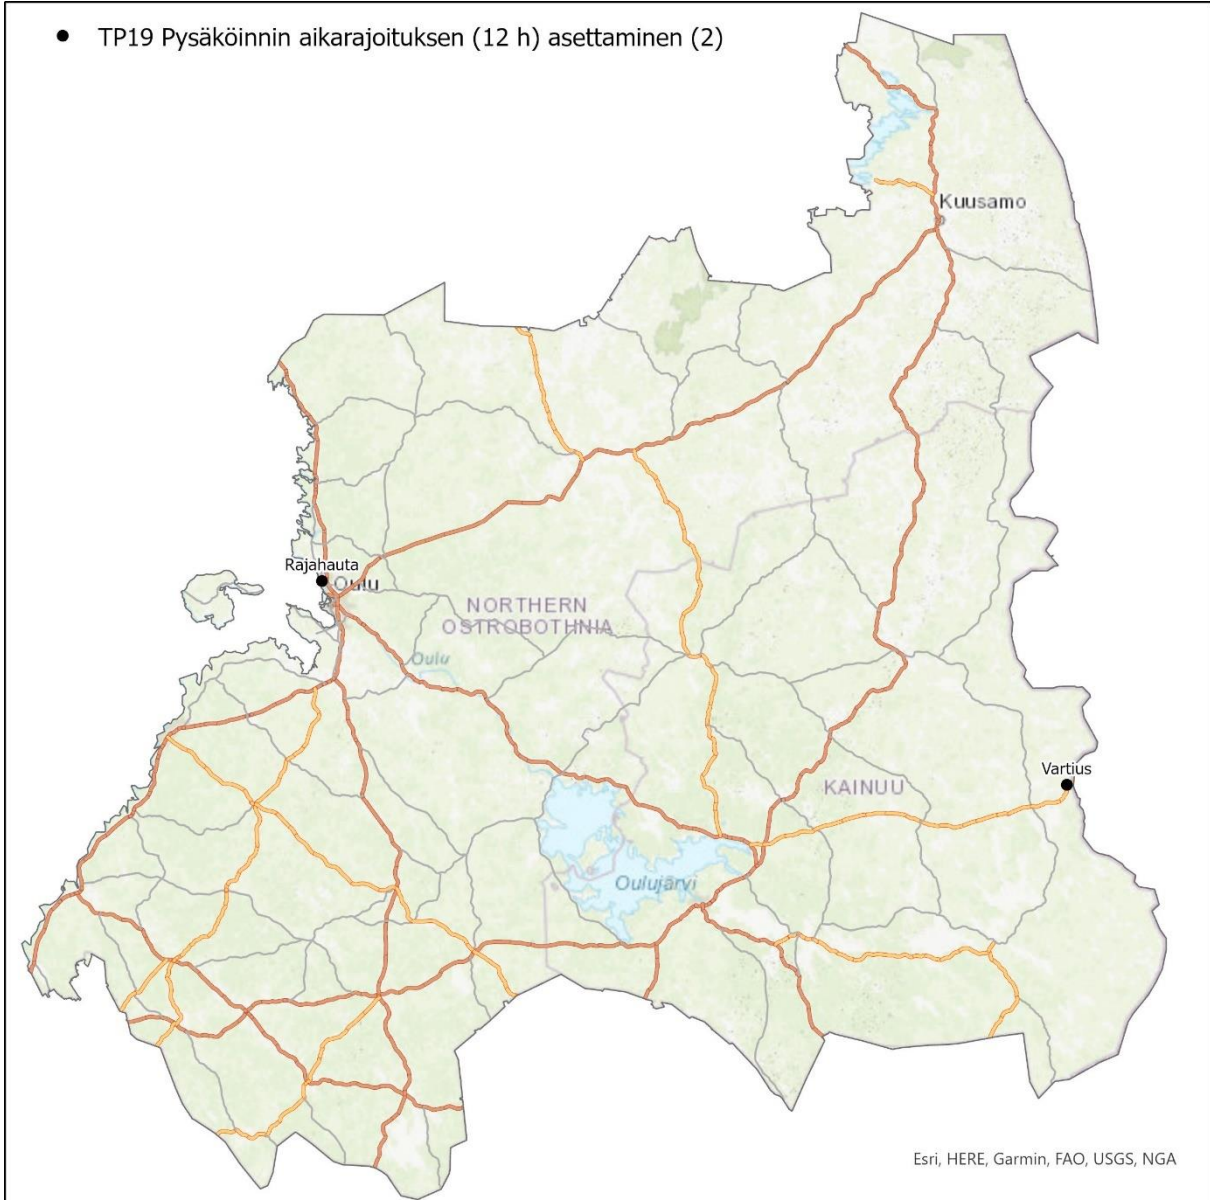 TP19 Pysäköinnin aikarajoituksen (12 h) asettaminen (2)
Kuusamo
Rajahauta
Oulu
NORTHERN
OSTROBOTHNIA
Oulu
Vartius
KAINUU
Oulujärvi
Esri, HERE, Garmin, FAO, USGS, NGA